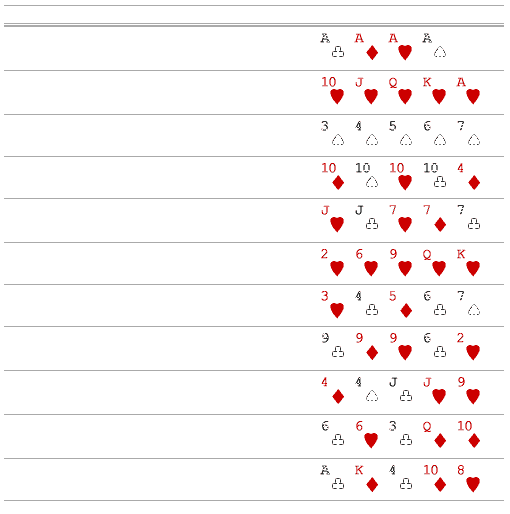 A♣ A♦ A♥ A♠
10♥ J♥ Q♥ K♥ A♥
3♠ 4♠ 5♠ 6♠ 7♠
10♦ 10♠ 10♥ 10♣ 4♦
J♥ J♣ 7♥ 7♦ 7♣
2♥ 6♥ 9♥ Q♥ K♥
3♥ 4♣ 5♦ 6♣ 7♠
9♣ 9♦ 9♥ 6♣ 2♥
4♦ 4♠ J♣ J♥ 9♥
6♣ 6♥ 3♣ Q♦ 10♦
A♣ K♦ 4♣ 10♦ 8♥